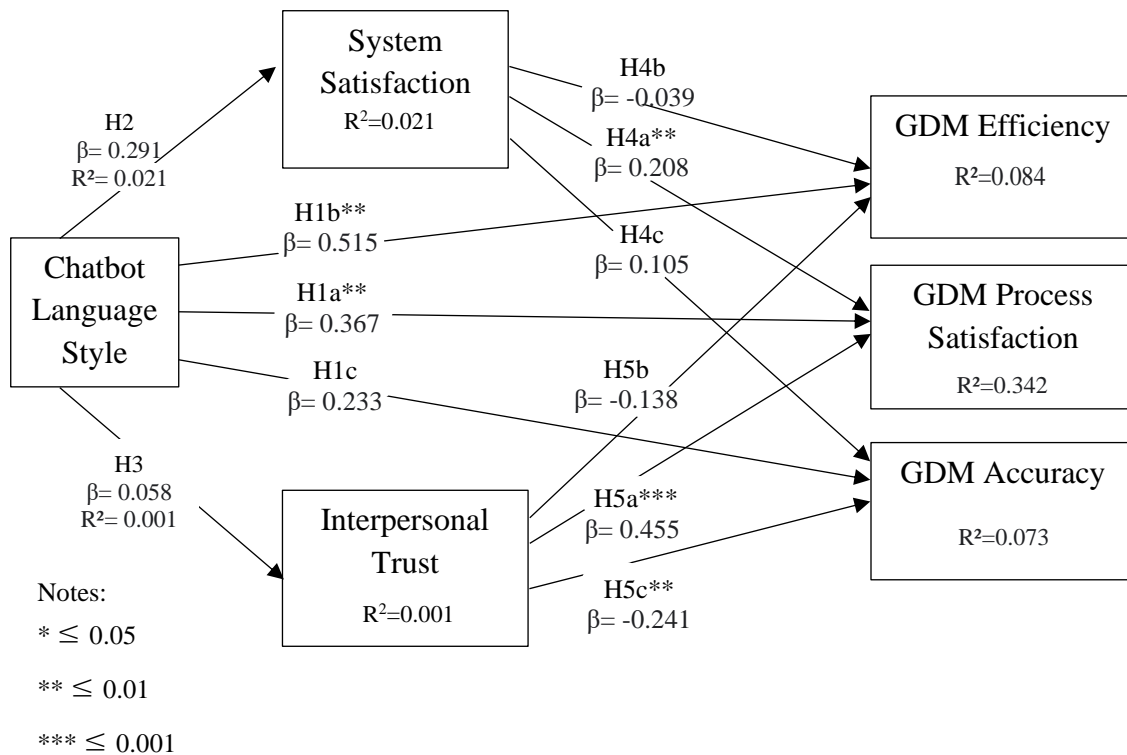 System
Satisfaction
R²=0.021
H4b
β= -0.039
GDM Efficiency
R²=0.084
H2
β= 0.291
R²= 0.021
H4a**
β= 0.208
H1b**
β= 0.515
H4c
β= 0.105
Chatbot
Language
Style
H1a**
β= 0.367
GDM Process
Satisfaction
R²=0.342
H1c
β= 0.233
H5b
β= -0.138
H3
β= 0.058
R²= 0.001
GDM Accuracy
R²=0.073
Interpersonal
Trust
R²=0.001
H5a***
β= 0.455
H5c**
β= -0.241
Notes:
* ≤ 0.05
** ≤ 0.01
*** ≤ 0.001